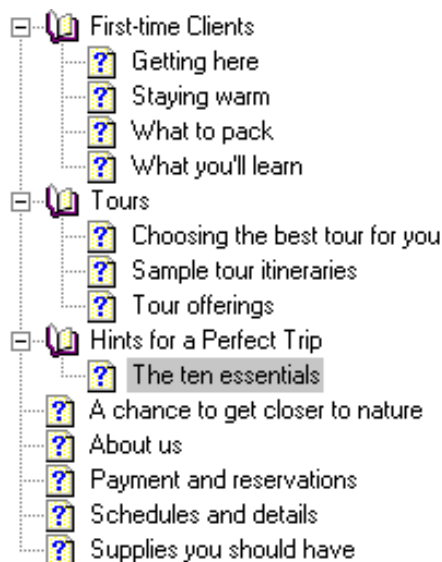 First-time Clients
Getting here
Staying warm
What to pack
What you'll learn
Tours
Choosing the best tour for you
Sample tour itineraries
Tour offerings
Hints for a Perfect Trip
The ten essentials
A chance to get closer to nature
About us
Payment and reservations
Schedules and details
Supplies you should have